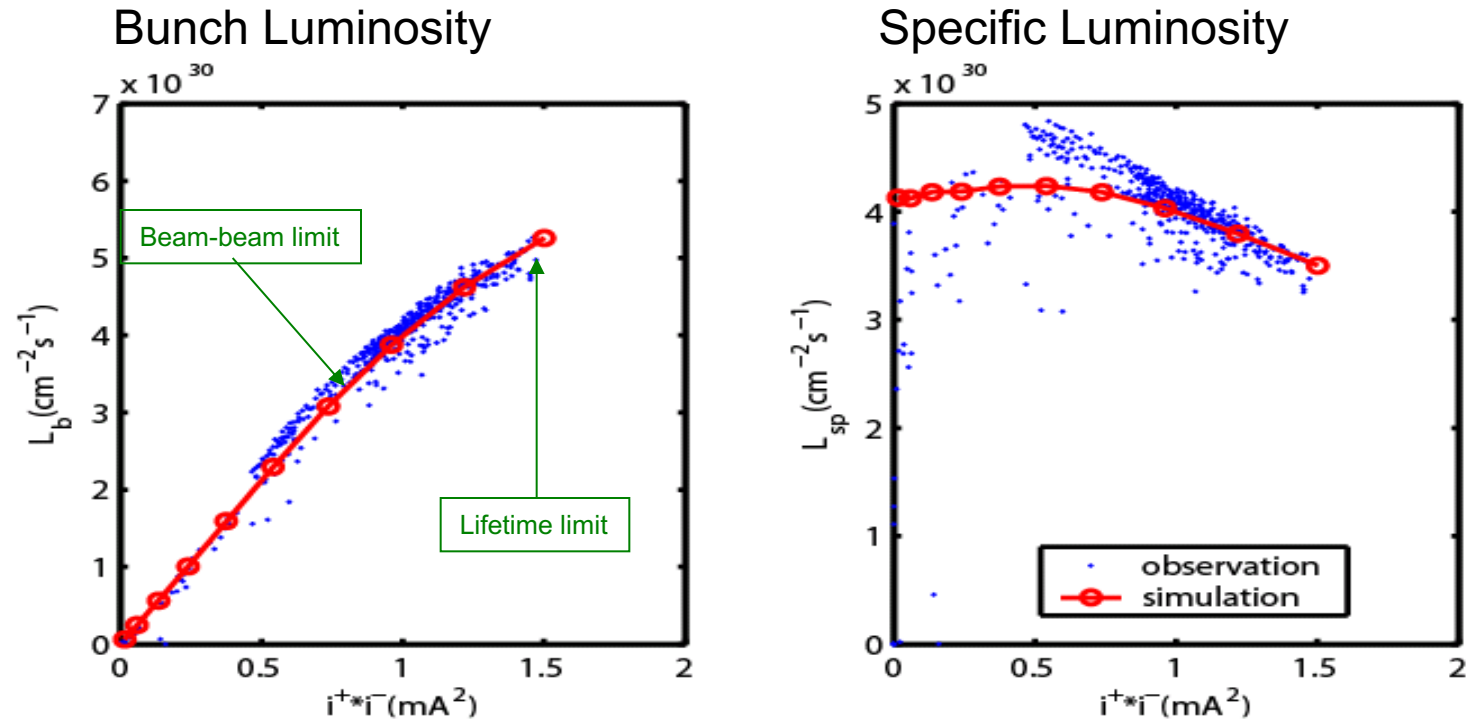 Bunch Luminosity
x 10 30
7
6
5
4
3
2
1
0
L_b(cm^-2 s^-1)
Beam-beam limit
Lifetime limit
0 0.5 1 1.5 2
i^+*i^-(mA^2)
Specific Luminosity
x 10 30
5
4
3
2
1
0
L_sp(cm^-2 s^-1)
observation
simulation
0 0.5 1 1.5 2
i^+*i^-(mA^2)